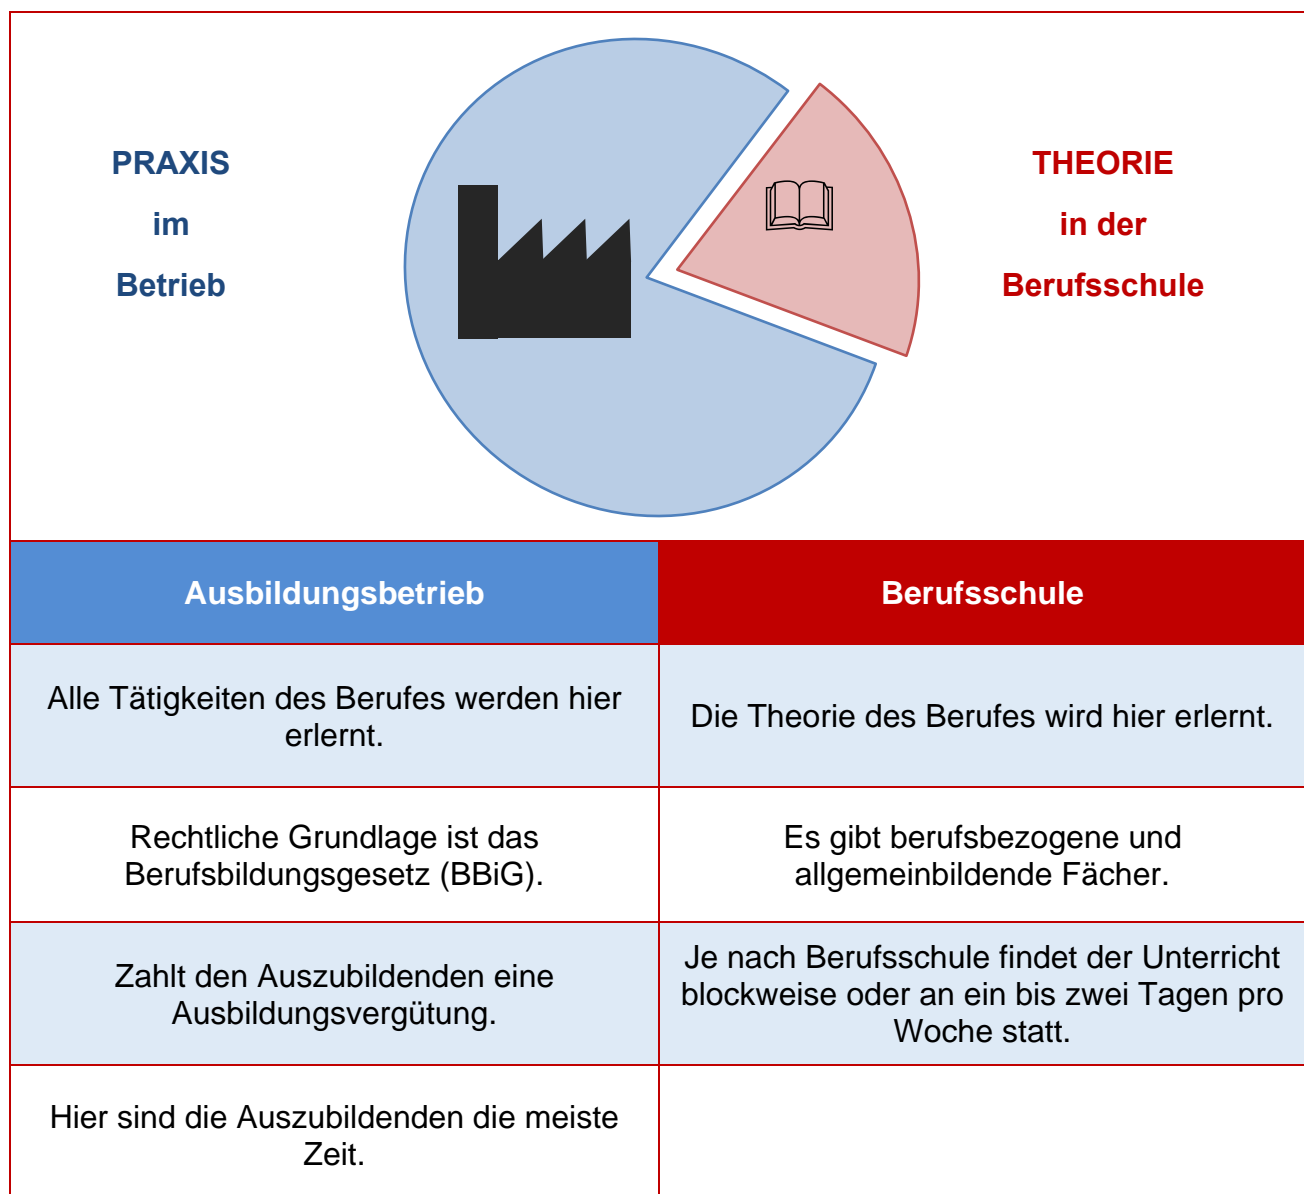 PRAXIS
im
Betrieb
THEORIE
in der
Berufsschule
Ausbildungsbetrieb
Berufsschule
Alle Tätigkeiten des Berufes werden hier
erlernt.
Die Theorie des Berufes wird hier erlernt.
Rechtliche Grundlage ist das
Berufsbildungsgesetz (BBiG).
Es gibt berufsbezogene und
allgemeinbildende Fächer.
Zahlt den Auszubildenden eine
Ausbildungsvergütung.
Je nach Berufsschule findet der Unterricht
blockweise oder an ein bis zwei Tagen pro
Woche statt.
Hier sind die Auszubildenden die meiste
Zeit.